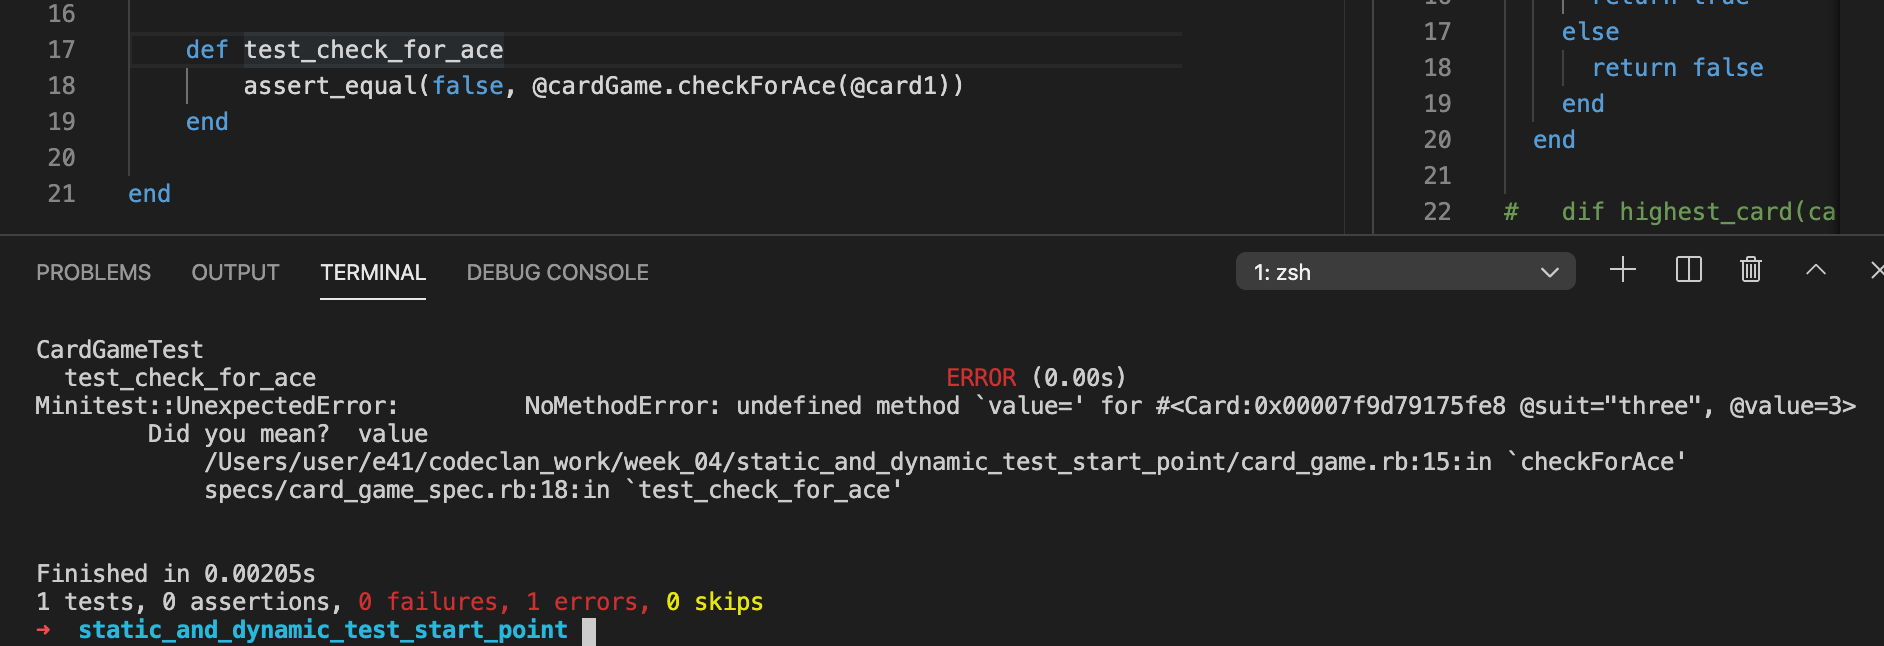 16
17 def test_check_for_ace
18 assert_equal(false, @cardGame.checkForAce(@card1))
19 end
20
21 end
return true
17 else
18 return false
19 end
20 end
21
22 # dif highest_card(ca
PROBLEMS OUTPUT TERMINAL DEBUG CONSOLE 1: zsh
CardGameTest
test_check_for_ace ERROR (0.00s)
Minitest::UnexpectedError: NoMethodError: undefined method `value=' for #<Card:0x00007f9d79175fe8 @suit="three", @value=3>
Did you mean? value
/Users/user/e41/codeclan_work/week_04/static_and_dynamic_test_start_point/card_game.rb:15:in `checkForAce'
specs/card_game_spec.rb:18:in `test_check_for_ace'
Finished in 0.00205s
1 tests, 0 assertions, 0 failures, 1 errors, 0 skips
➜ static_and_dynamic_test_start_point